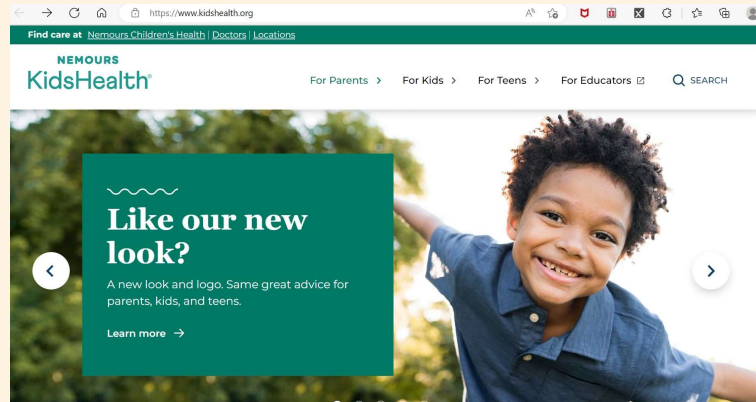 https://www.kidshealth.org
Find care at Nemours Children's Health | Doctors | Locations
NEMOURS
KidsHealth®
For Parents > For Kids > For Teens > For Educators SEARCH
Like our new
look?
A new look and logo. Same great advice for
parents, kids, and teens.
Learn more →